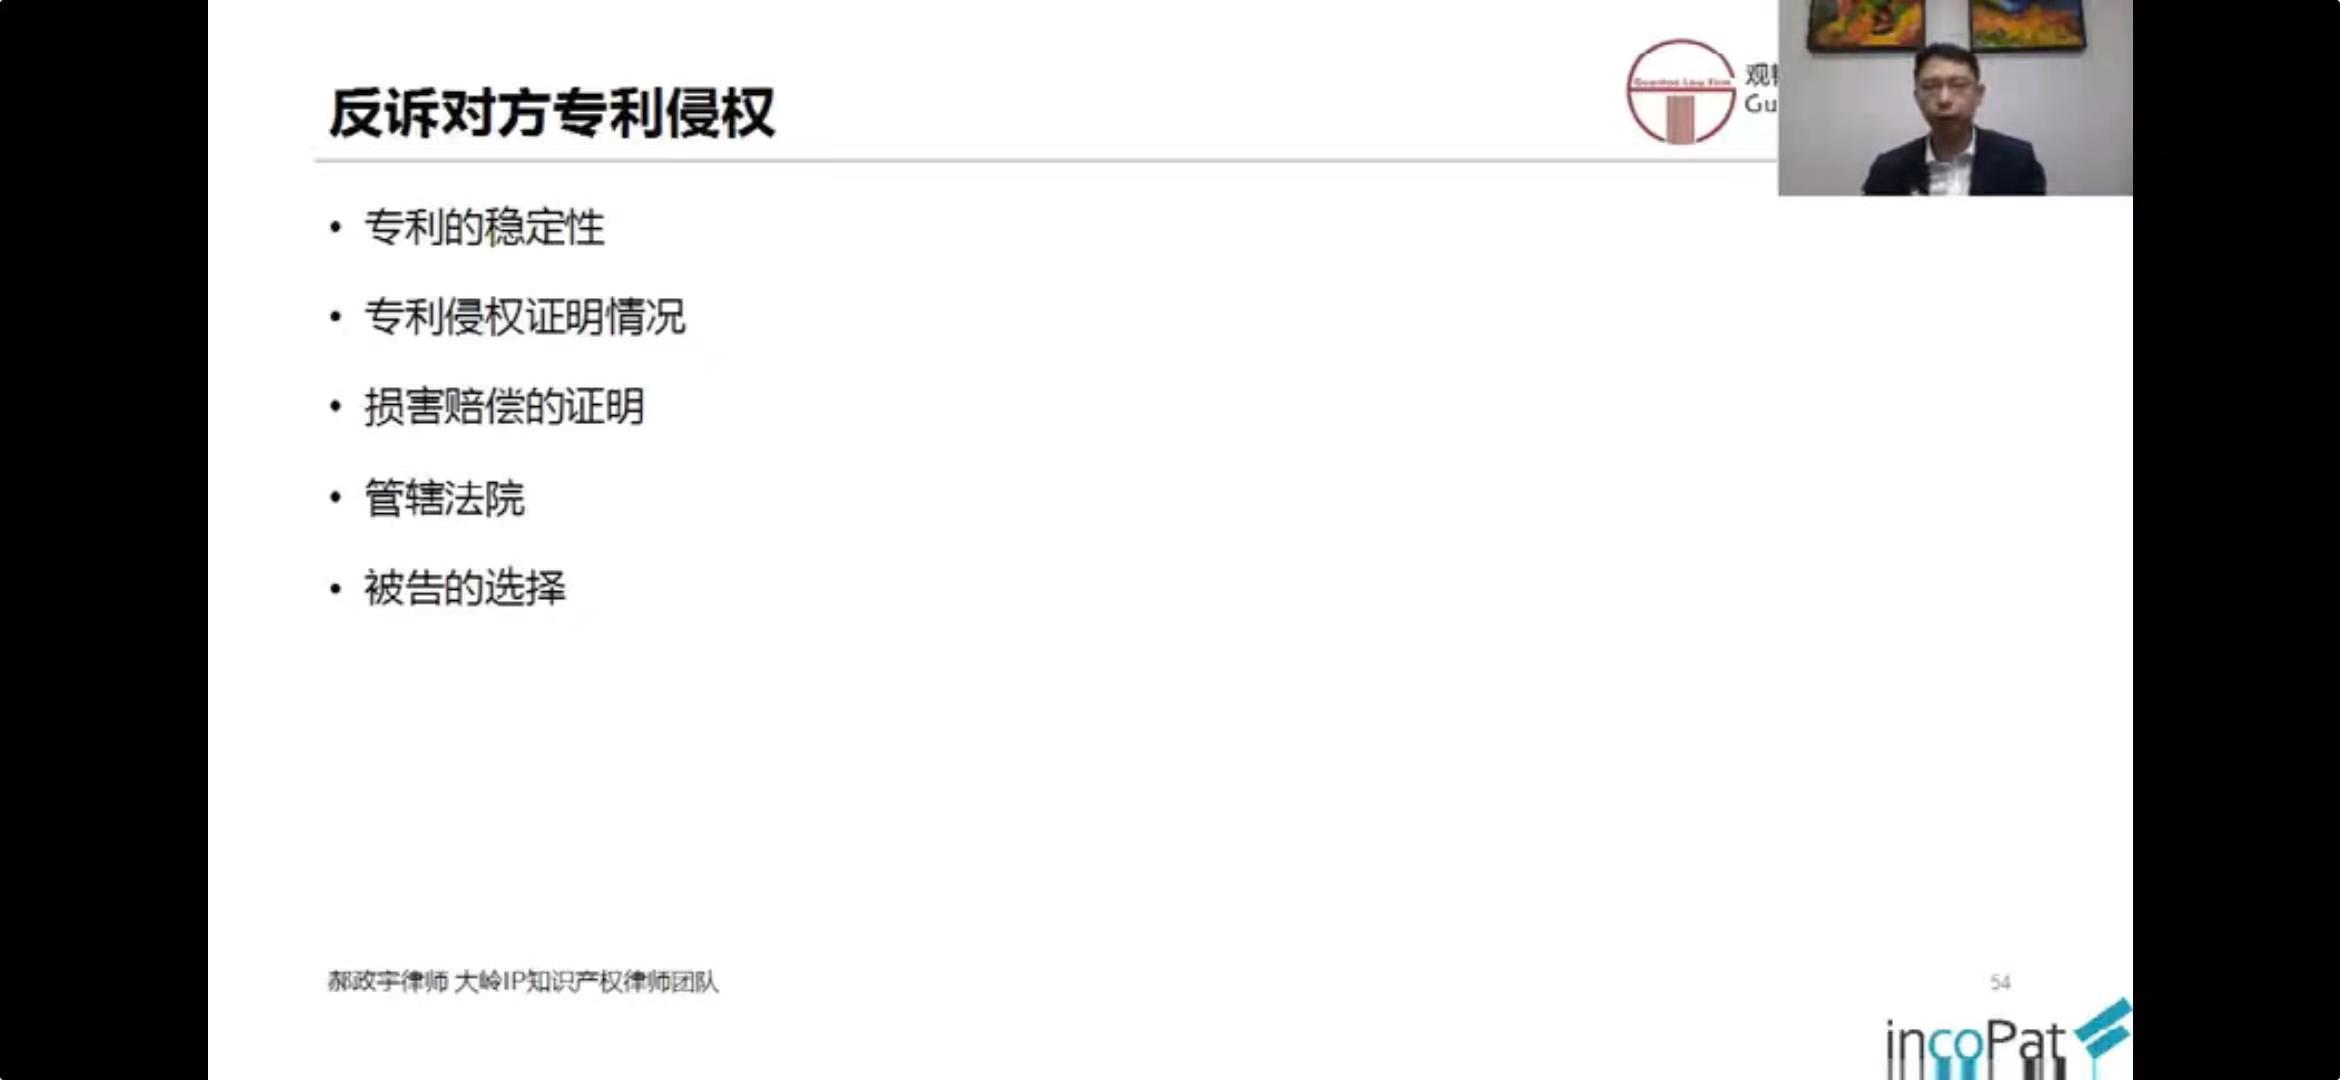 反诉对方专利侵权
Guantao Law Firm
观
Gu
• 专利的稳定性
• 专利侵权证明情况
• 损害赔偿的证明
• 管辖法院
• 被告的选择
郝政宇律师 大岭IP知识产权律师团队
54
incoPat